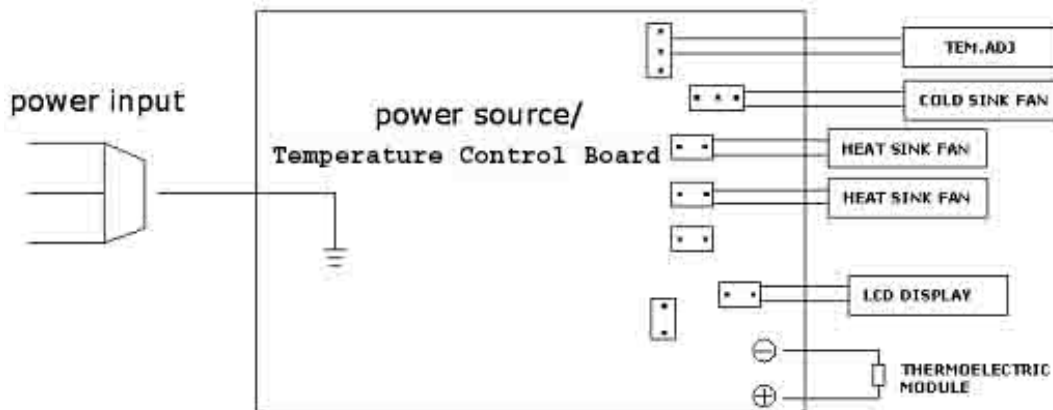 power input
power source/
Temperature Control Board
TEM.ADJ
COLD SINK FAN
HEAT SINK FAN
HEAT SINK FAN
LCD DISPLAY
THERMOELECTRIC
MODULE